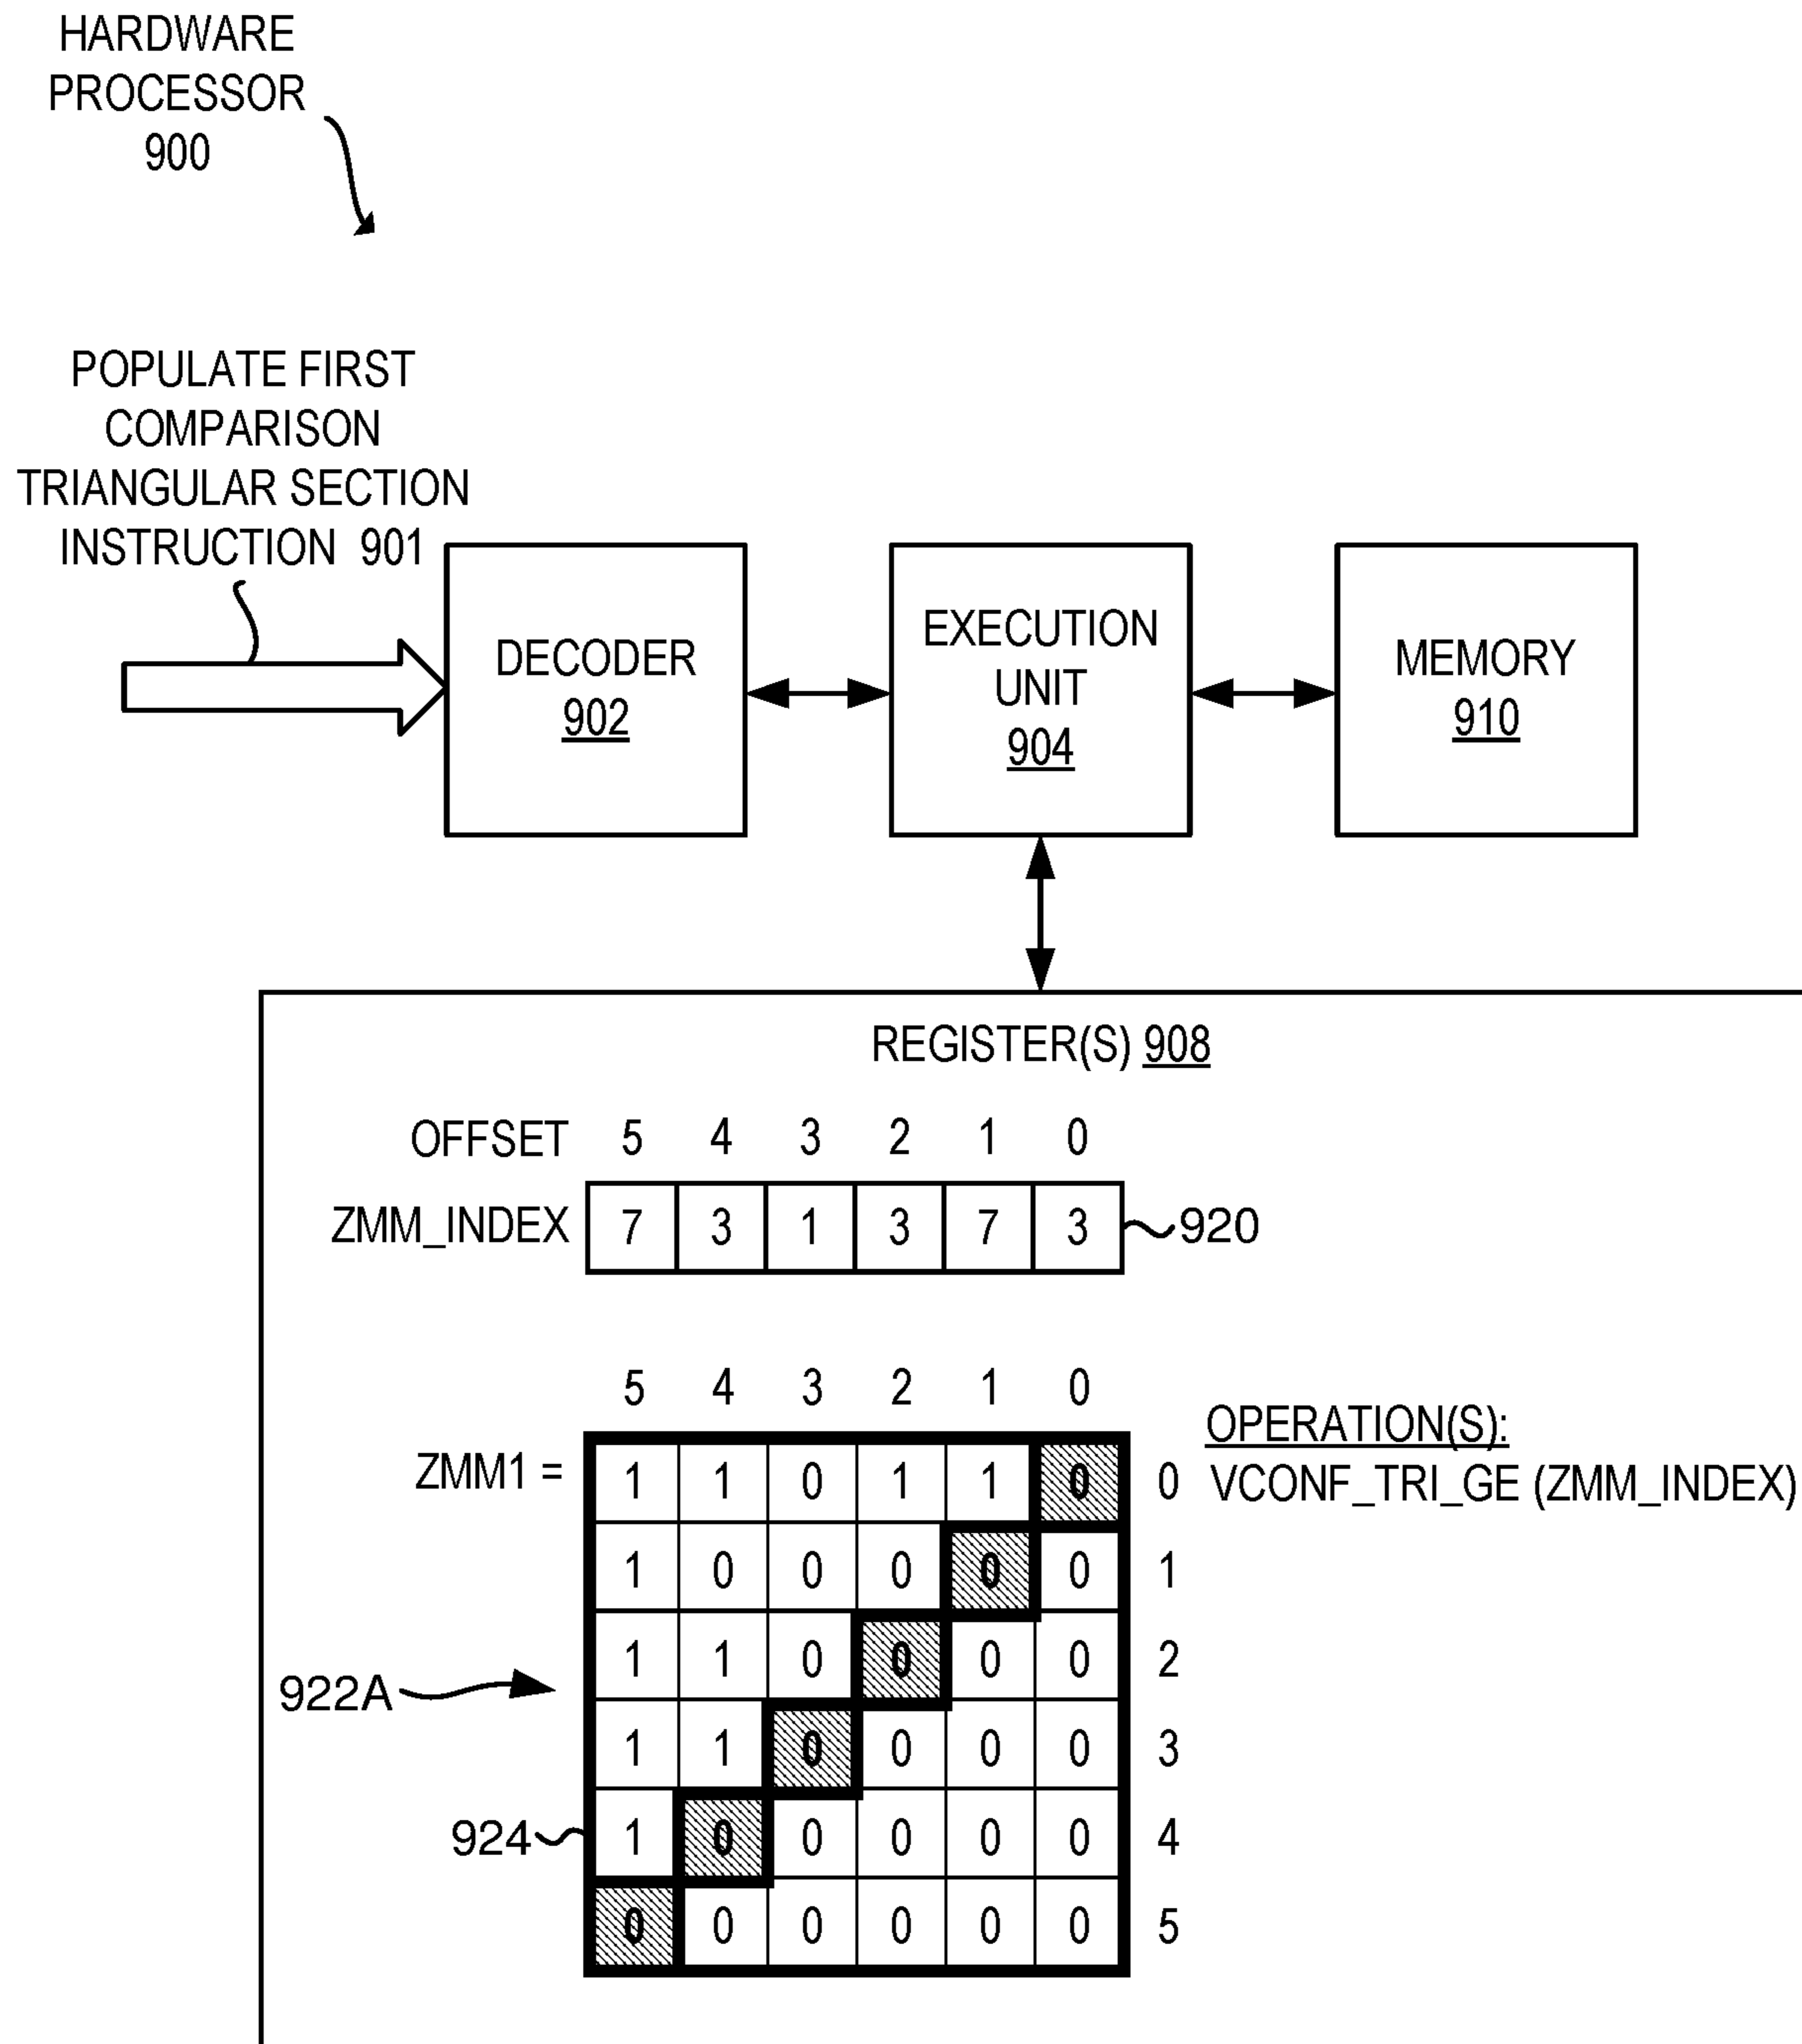 HARDWARE
PROCESSOR
900
POPULATE FIRST
COMPARISON
TRIANGULAR SECTION
INSTRUCTION 901
DECODER
902
EXECUTION
UNIT
904
MEMORY
910
REGISTER(S) 908
OFFSET 5 4 3 2 1 0
ZMM_INDEX 7 3 1 3 7 3 920
5 4 3 2 1 0
OPERATION(S):
ZMM1 = 1 1 0 1 1 0 0 VCONF_TRI_GE (ZMM_INDEX)
1 0 0 0 0 0 1
1 1 0 0 0 0 2
922A
1 1 0 0 0 0 3
924 1 0 0 0 0 0 4
0 0 0 0 0 0 5